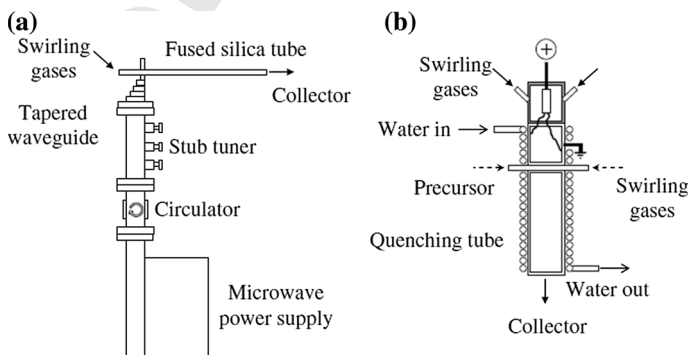 (a)
Swirling
gases
Fused silica tube
Collector
Tapered
waveguide
Stub tuner
Circulator
Microwave
power supply
(b)
+
Swirling
gases
Water in
Precursor
Swirling
gases
Quenching tube
Water out
Collector